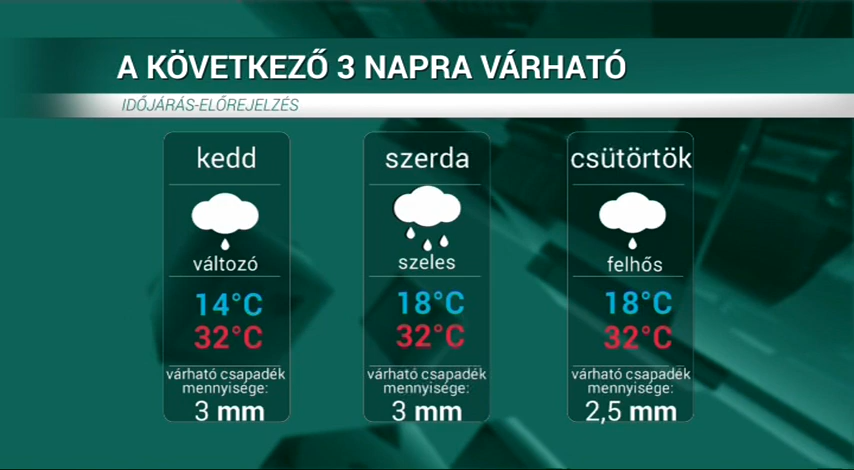 A KÖVETKEZŐ 3 NAPRA VÁRHATÓ
IDŐJÁRÁS-ELŐREJELZÉS
kedd
változó
14°C
32°C
várható csapadék
mennyisége:
3 mm
szerda
szeles
18°C
32°C
várható csapadék
mennyisége:
3 mm
csütörtök
felhős
18°C
32°C
várható csapadék
mennyisége:
2,5 mm